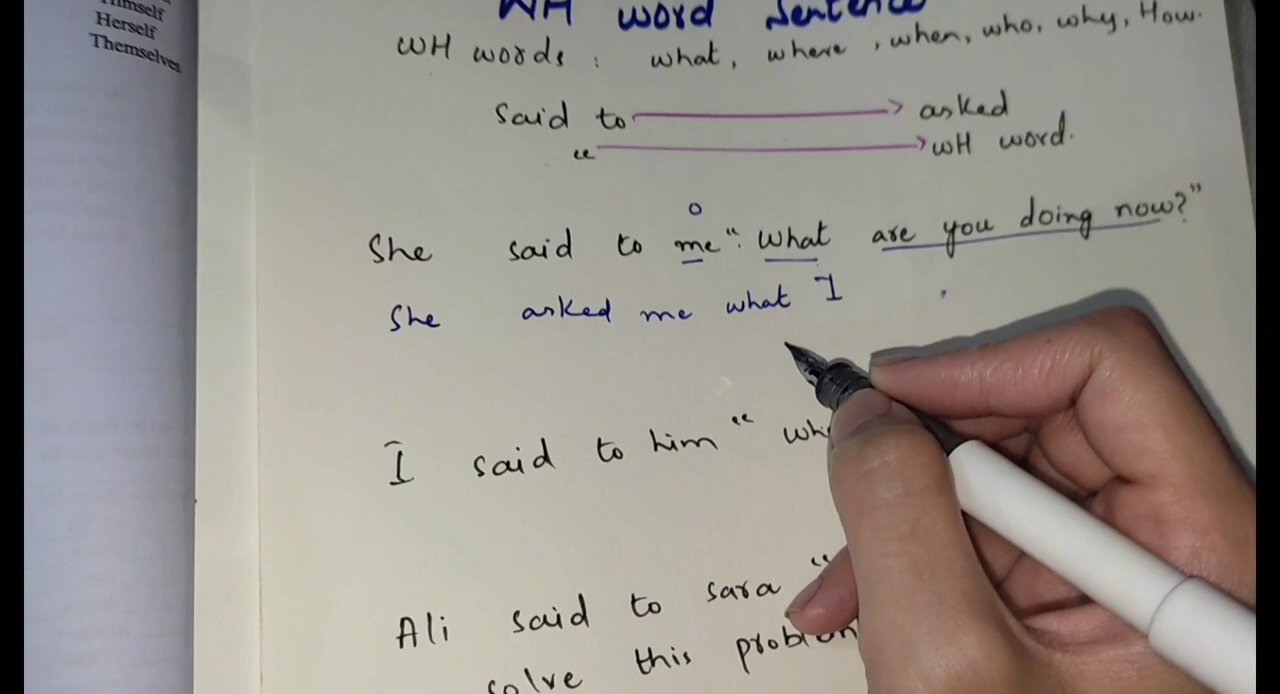 Himself
Herself
Themselves
WH word Sentence
WH words : what, where, when, who, why, How.
Said to asked
“ WH word.
She said to me “. What are you doing now?”
She asked me what I
I said to him “
Ali said to sara “
solve this problem